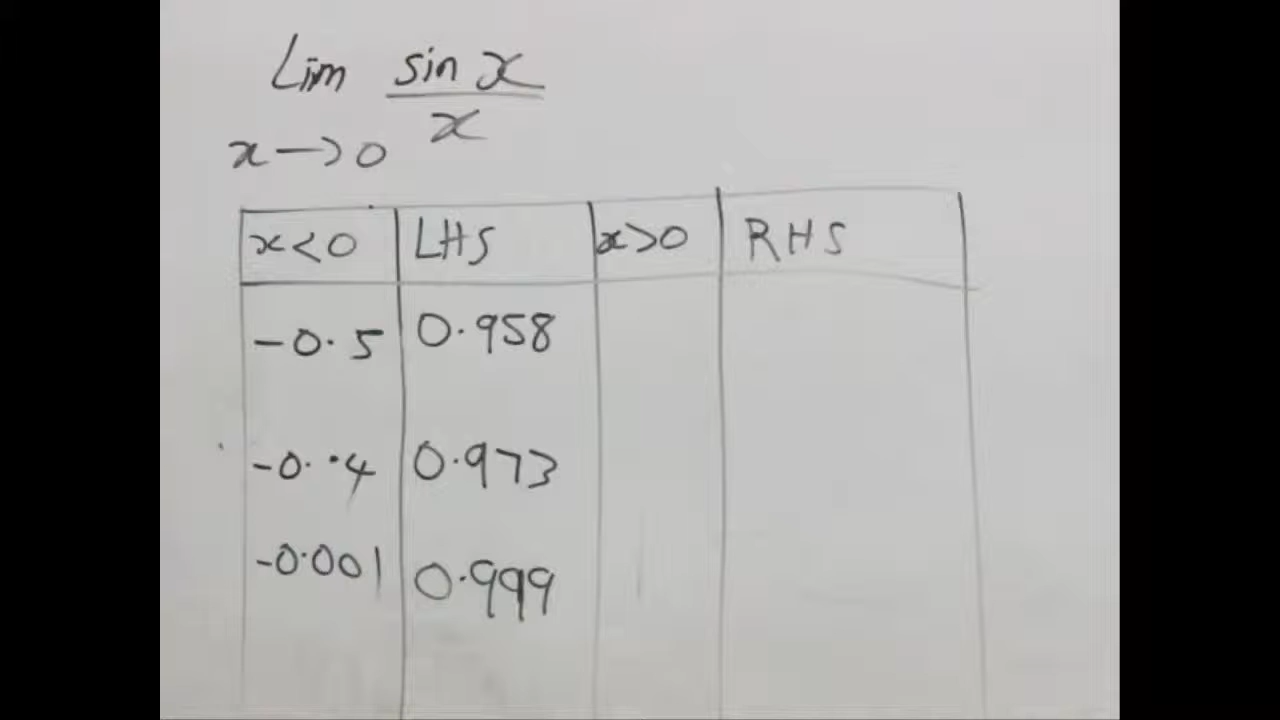 Lim sin x / x
x → 0
x < 0 LHS x > 0 RHS
-0.5 0.958
-0.4 0.973
-0.001 0.999